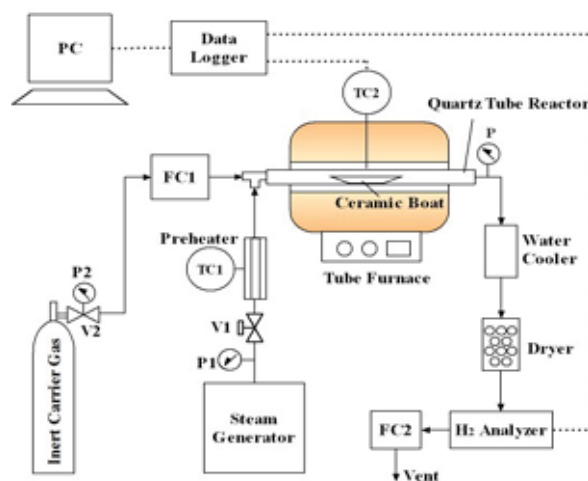 PC
Data
Logger
TC2
Quartz Tube Reactor
P
FC1
Ceramic Boat
Preheater
TC1
Tube Furnace
Water
Cooler
P2
V2
V1
P1
Dryer
Inert Carrier Gas
Steam
Generator
FC2
H2 Analyzer
Vent